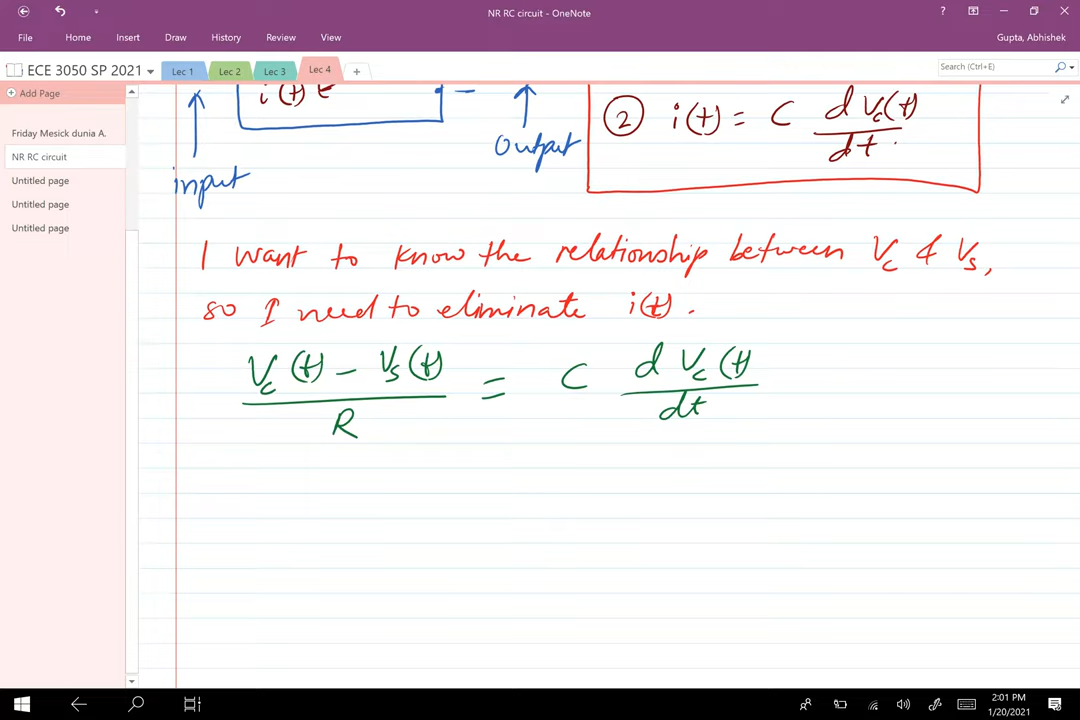 NR RC circuit - OneNote
File Home Insert Draw History Review View Gupta, Abhishek
ECE 3050 SP 2021 Lec 1 Lec 2 Lec 3 Lec 4 Search (Ctrl+E)
Add Page
Friday Mesick dunia A.
NR RC circuit
Untitled page
Untitled page
Untitled page
i(t)
input
output
② i(t) = C d Vc(t) / dt
I want to know the relationship between Vc & Vs,
so I need to eliminate i(t).
Vc(t) - Vs(t) / R = C d Vc(t) / dt
2:01 PM
1/20/2021